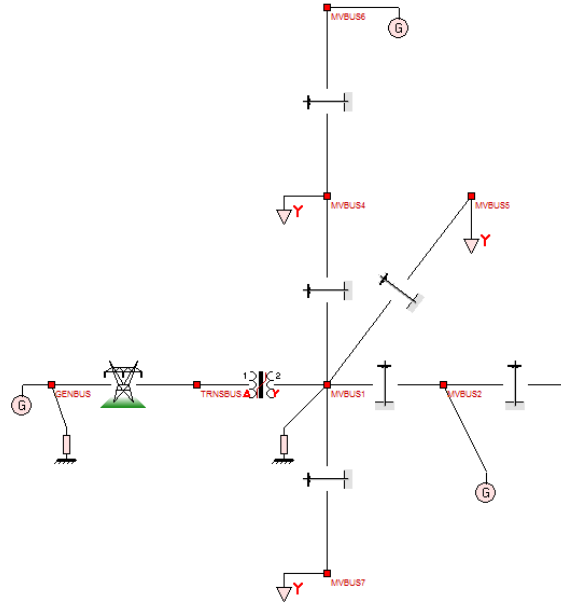 MVBUS6
G
MVBUS4
Y
MVBUS5
Y
1 2
GENBUS
TRNSBUS
Y
MVBUS1
MVBUS2
G
G
MVBUS7
Y